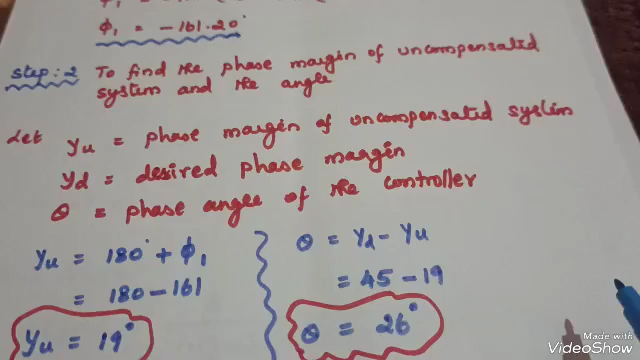 ϕ₁ = -161.20°
step: 2 To find the phase margin of uncompensated
system and the angle
Let γu = phase margin of uncompensated system
γd = desired phase margin
θ = phase angle of the controller
γu = 180° + ϕ₁
= 180 - 161
γu = 19°
θ = γd - γu
= 45 - 19
θ = 26°
Made with
VideoShow